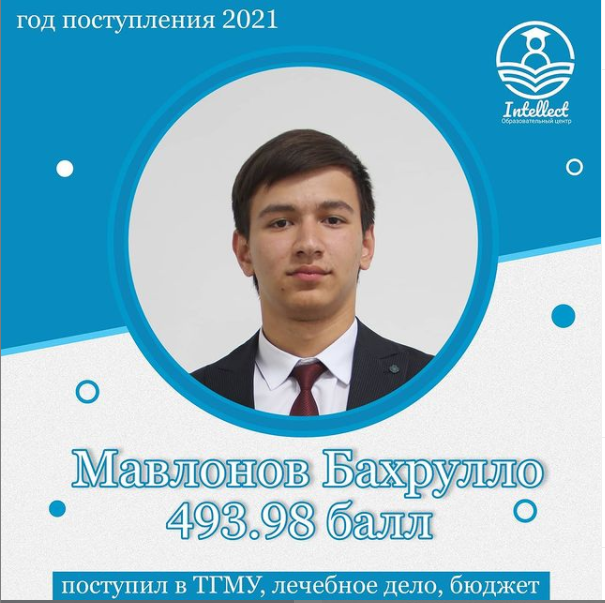 год поступления 2021
Intellect
Образовательный центр
Мавлонов Бахрулло
493.98 балл
поступил в ТГМУ, лечебное дело, бюджет